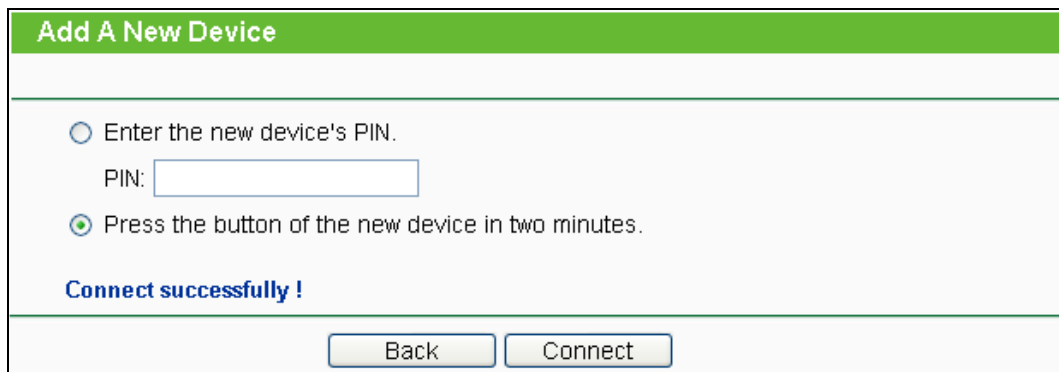 Add A New Device
Enter the new device's PIN.
PIN:
Press the button of the new device in two minutes.
Connect successfully !
Back Connect